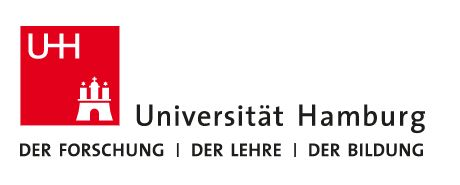 UHH
Universität Hamburg
DER FORSCHUNG | DER LEHRE | DER BILDUNG